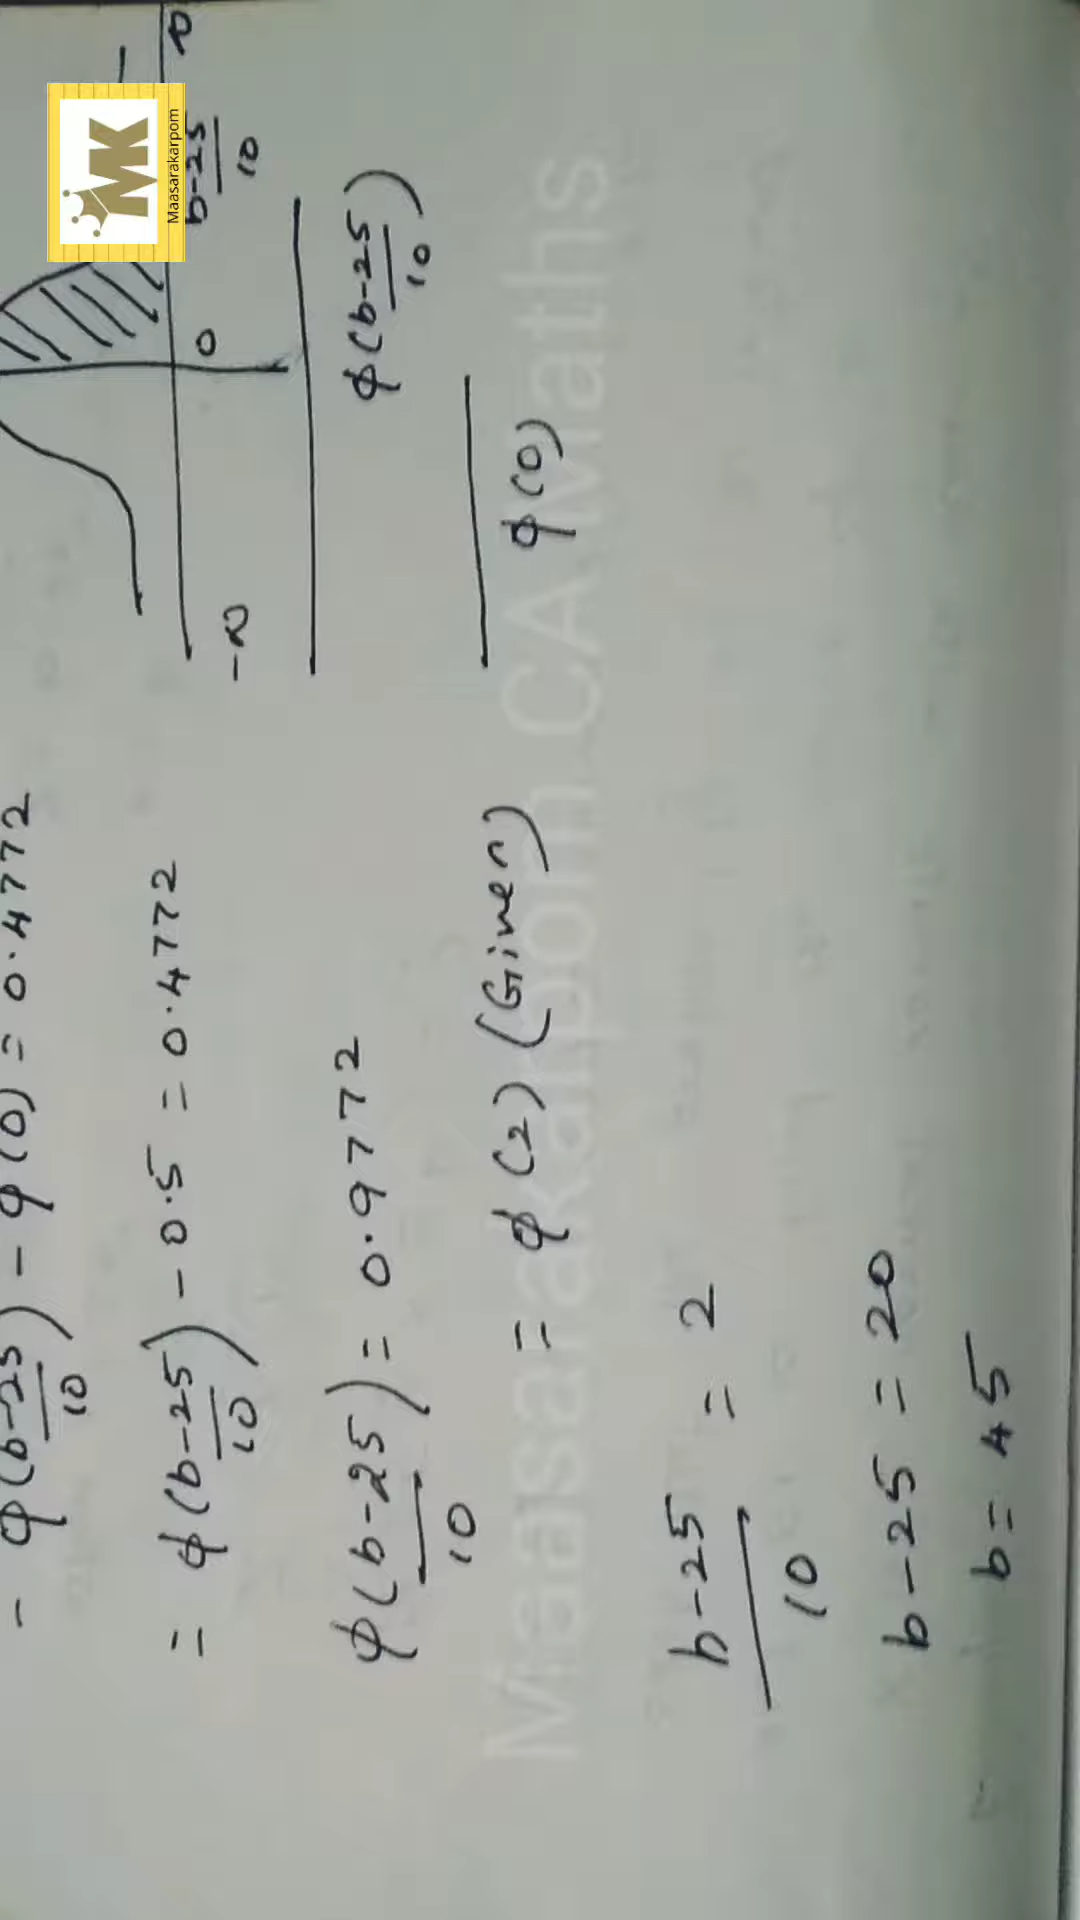 - φ(b-25/10) - φ(0) = 0.4772
= φ(b-25/10) - 0.5 = 0.4772
φ(b-25/10) = 0.9772
= φ(2) (Given)
b-25/10 = 2
b-25 = 20
b = 45
-∞ 0 b-25/10 ∞
φ(b-25/10)
φ(0)
MK
Maasarakarpom
Maasarakarpom CA Maths